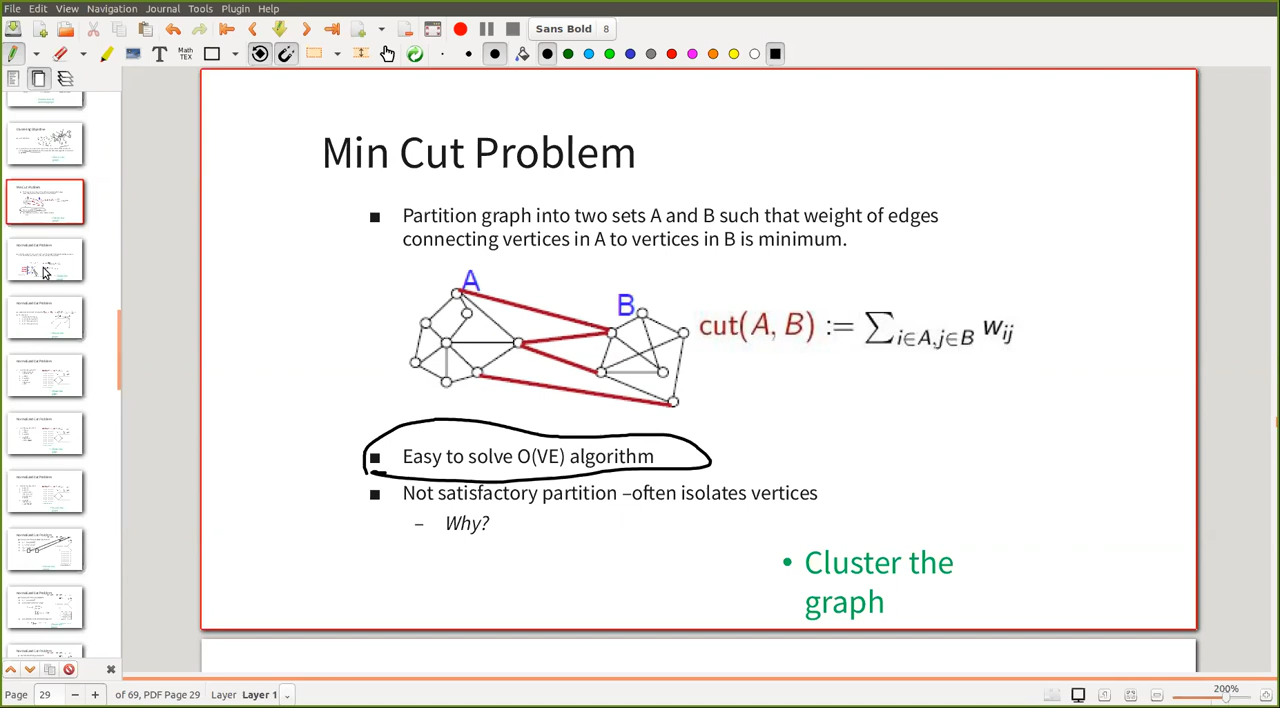 File Edit View Navigation Journal Tools Plugin Help
Sans Bold 8
T Math TEX
Min Cut Problem
■ Partition graph into two sets A and B such that weight of edges
connecting vertices in A to vertices in B is minimum.
A
B
cut(A, B) := ∑i∈A,j∈B wij
■ Easy to solve O(VE) algorithm
■ Not satisfactory partition –often isolates vertices
– Why?
• Cluster the
graph
Page 29 of 69, PDF Page 29 Layer Layer 1
200%